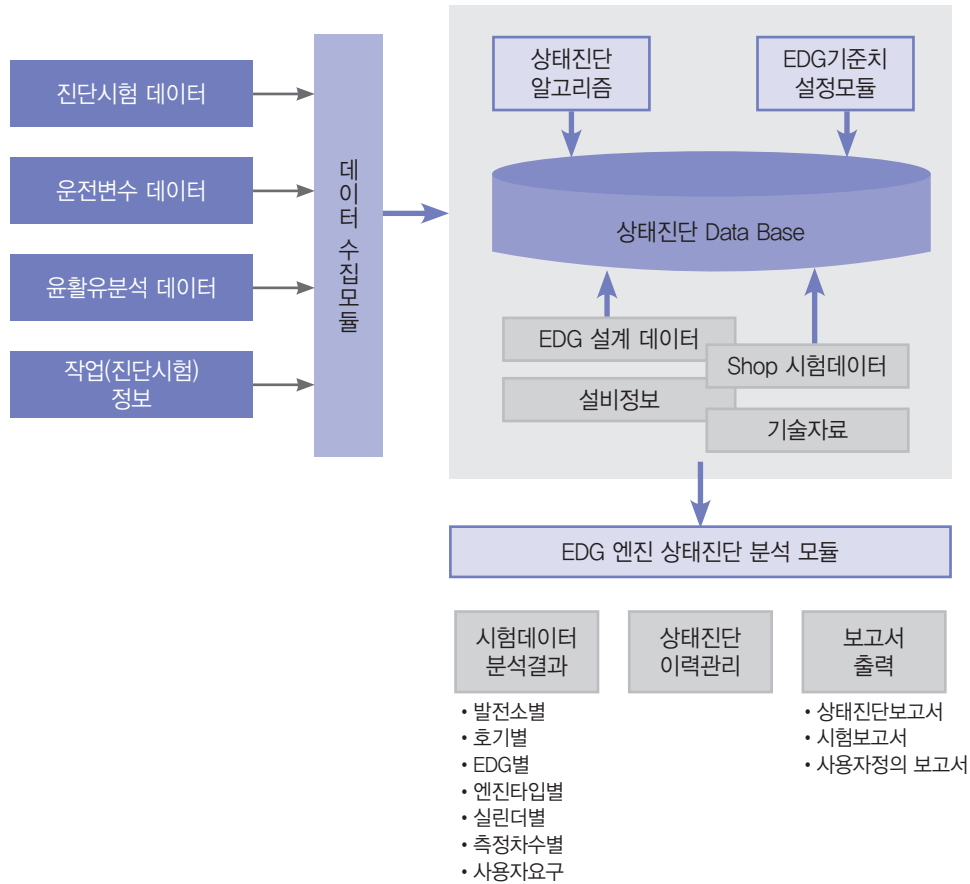 진단시험 데이터
운전변수 데이터
윤활유분석 데이터
작업(진단시험)
정보
데이터 수집모듈
상태진단
알고리즘
EDG기준치
설정모듈
상태진단 Data Base
EDG 설계 데이터
Shop 시험데이터
설비정보
기술자료
EDG 엔진 상태진단 분석 모듈
시험데이터
분석결과
• 발전소별
• 호기별
• EDG별
• 엔진타입별
• 실린더별
• 측정차수별
• 사용자요구
상태진단
이력관리
보고서
출력
• 상태진단보고서
• 시험보고서
• 사용자정의 보고서